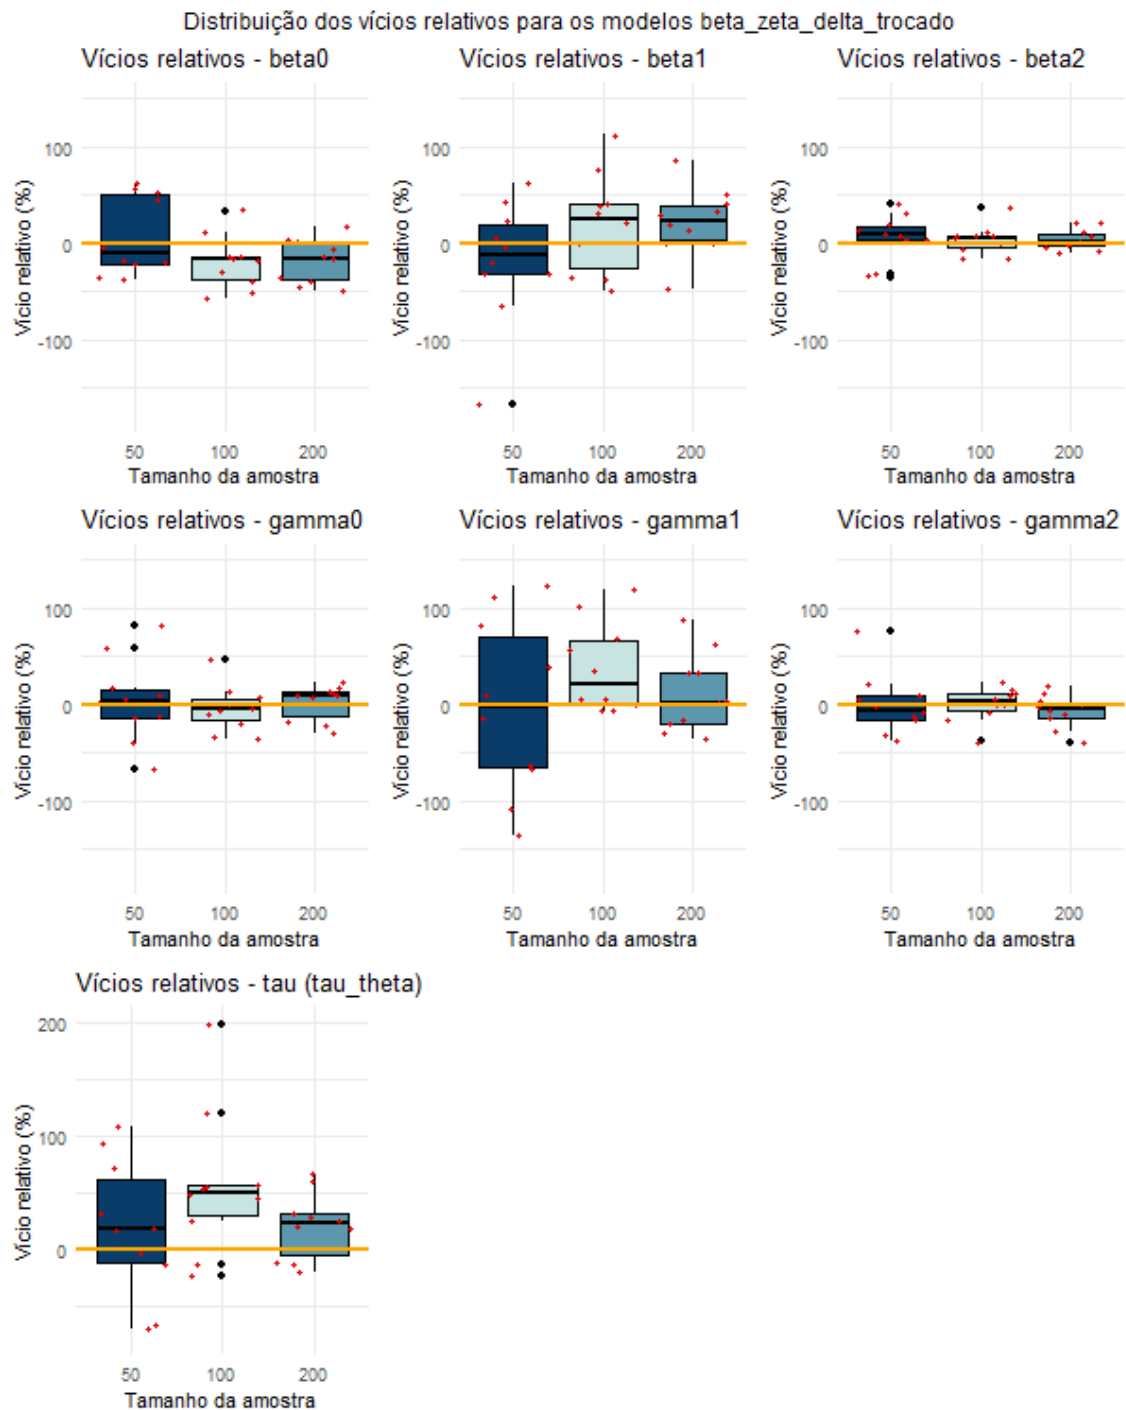 Distribuição dos vícios relativos para os modelos beta_zeta_delta_trocado
Vícios relativos - beta0
Vícios relativos - beta1
Vícios relativos - beta2
Vício relativo (%)
100
0
-100
50
100
200
Tamanho da amostra
Vício relativo (%)
100
0
-100
50
100
200
Tamanho da amostra
Vício relativo (%)
100
0
-100
50
100
200
Tamanho da amostra
Vícios relativos - gamma0
Vícios relativos - gamma1
Vícios relativos - gamma2
Vício relativo (%)
100
0
-100
50
100
200
Tamanho da amostra
Vício relativo (%)
100
0
-100
50
100
200
Tamanho da amostra
Vício relativo (%)
100
0
-100
50
100
200
Tamanho da amostra
Vícios relativos - tau (tau_theta)
Vício relativo (%)
200
100
0
50
100
200
Tamanho da amostra